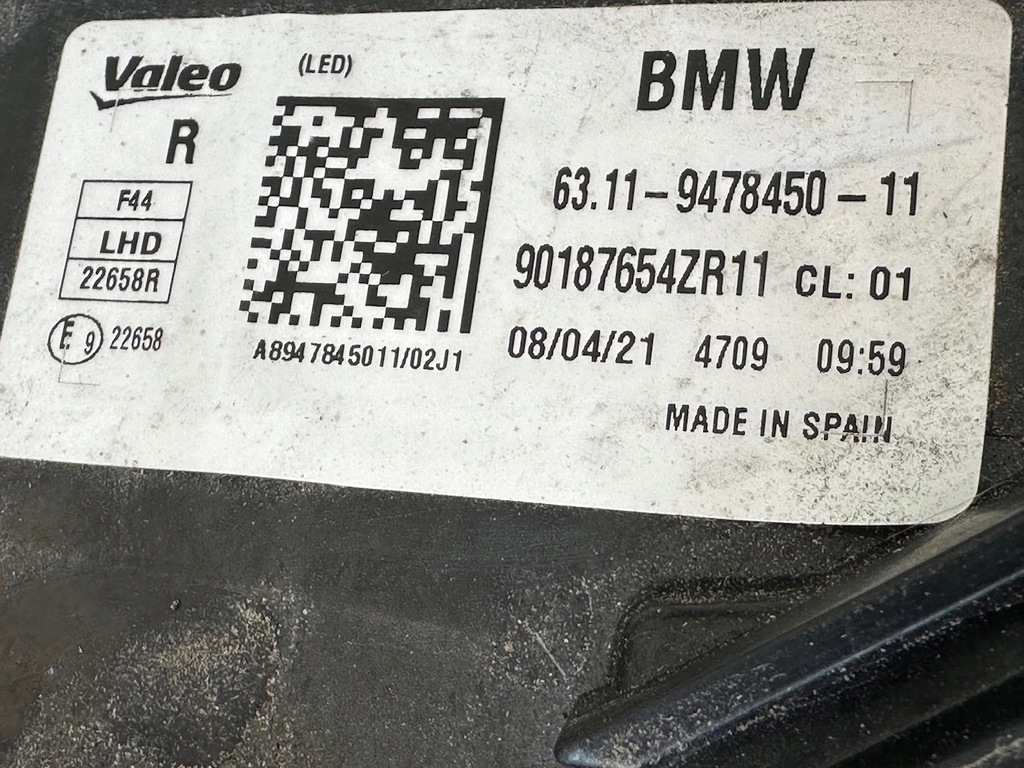 Valeo (LED) BMW
R
F44
LHD
22658R
E9 22658
A8947845011/02J1
63.11-9478450-11
90187654ZR11 CL: 01
08/04/21 4709 09:59
MADE IN SPAIN